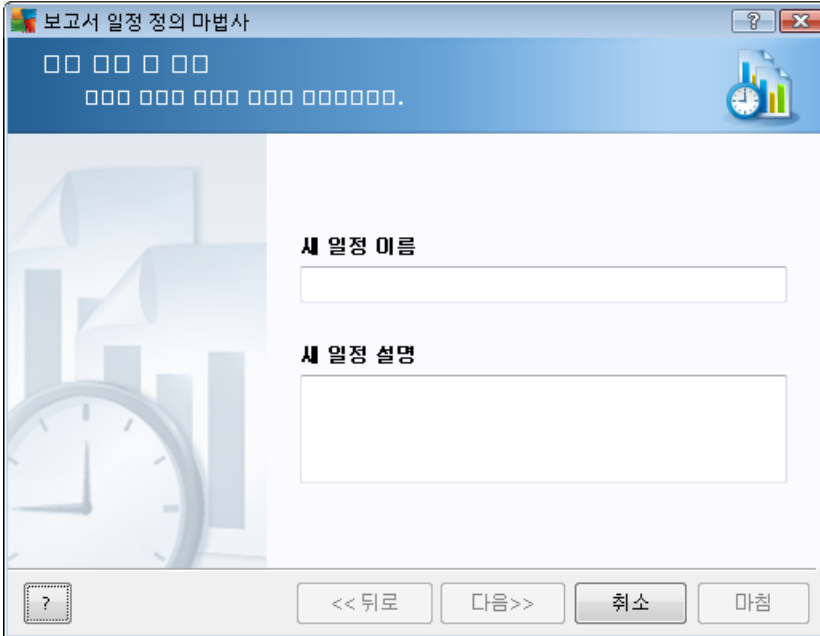 보고서 일정 정의 마법사
새 일정 이름
새 일정 설명
?
<< 뒤로
다음>>
취소
마침